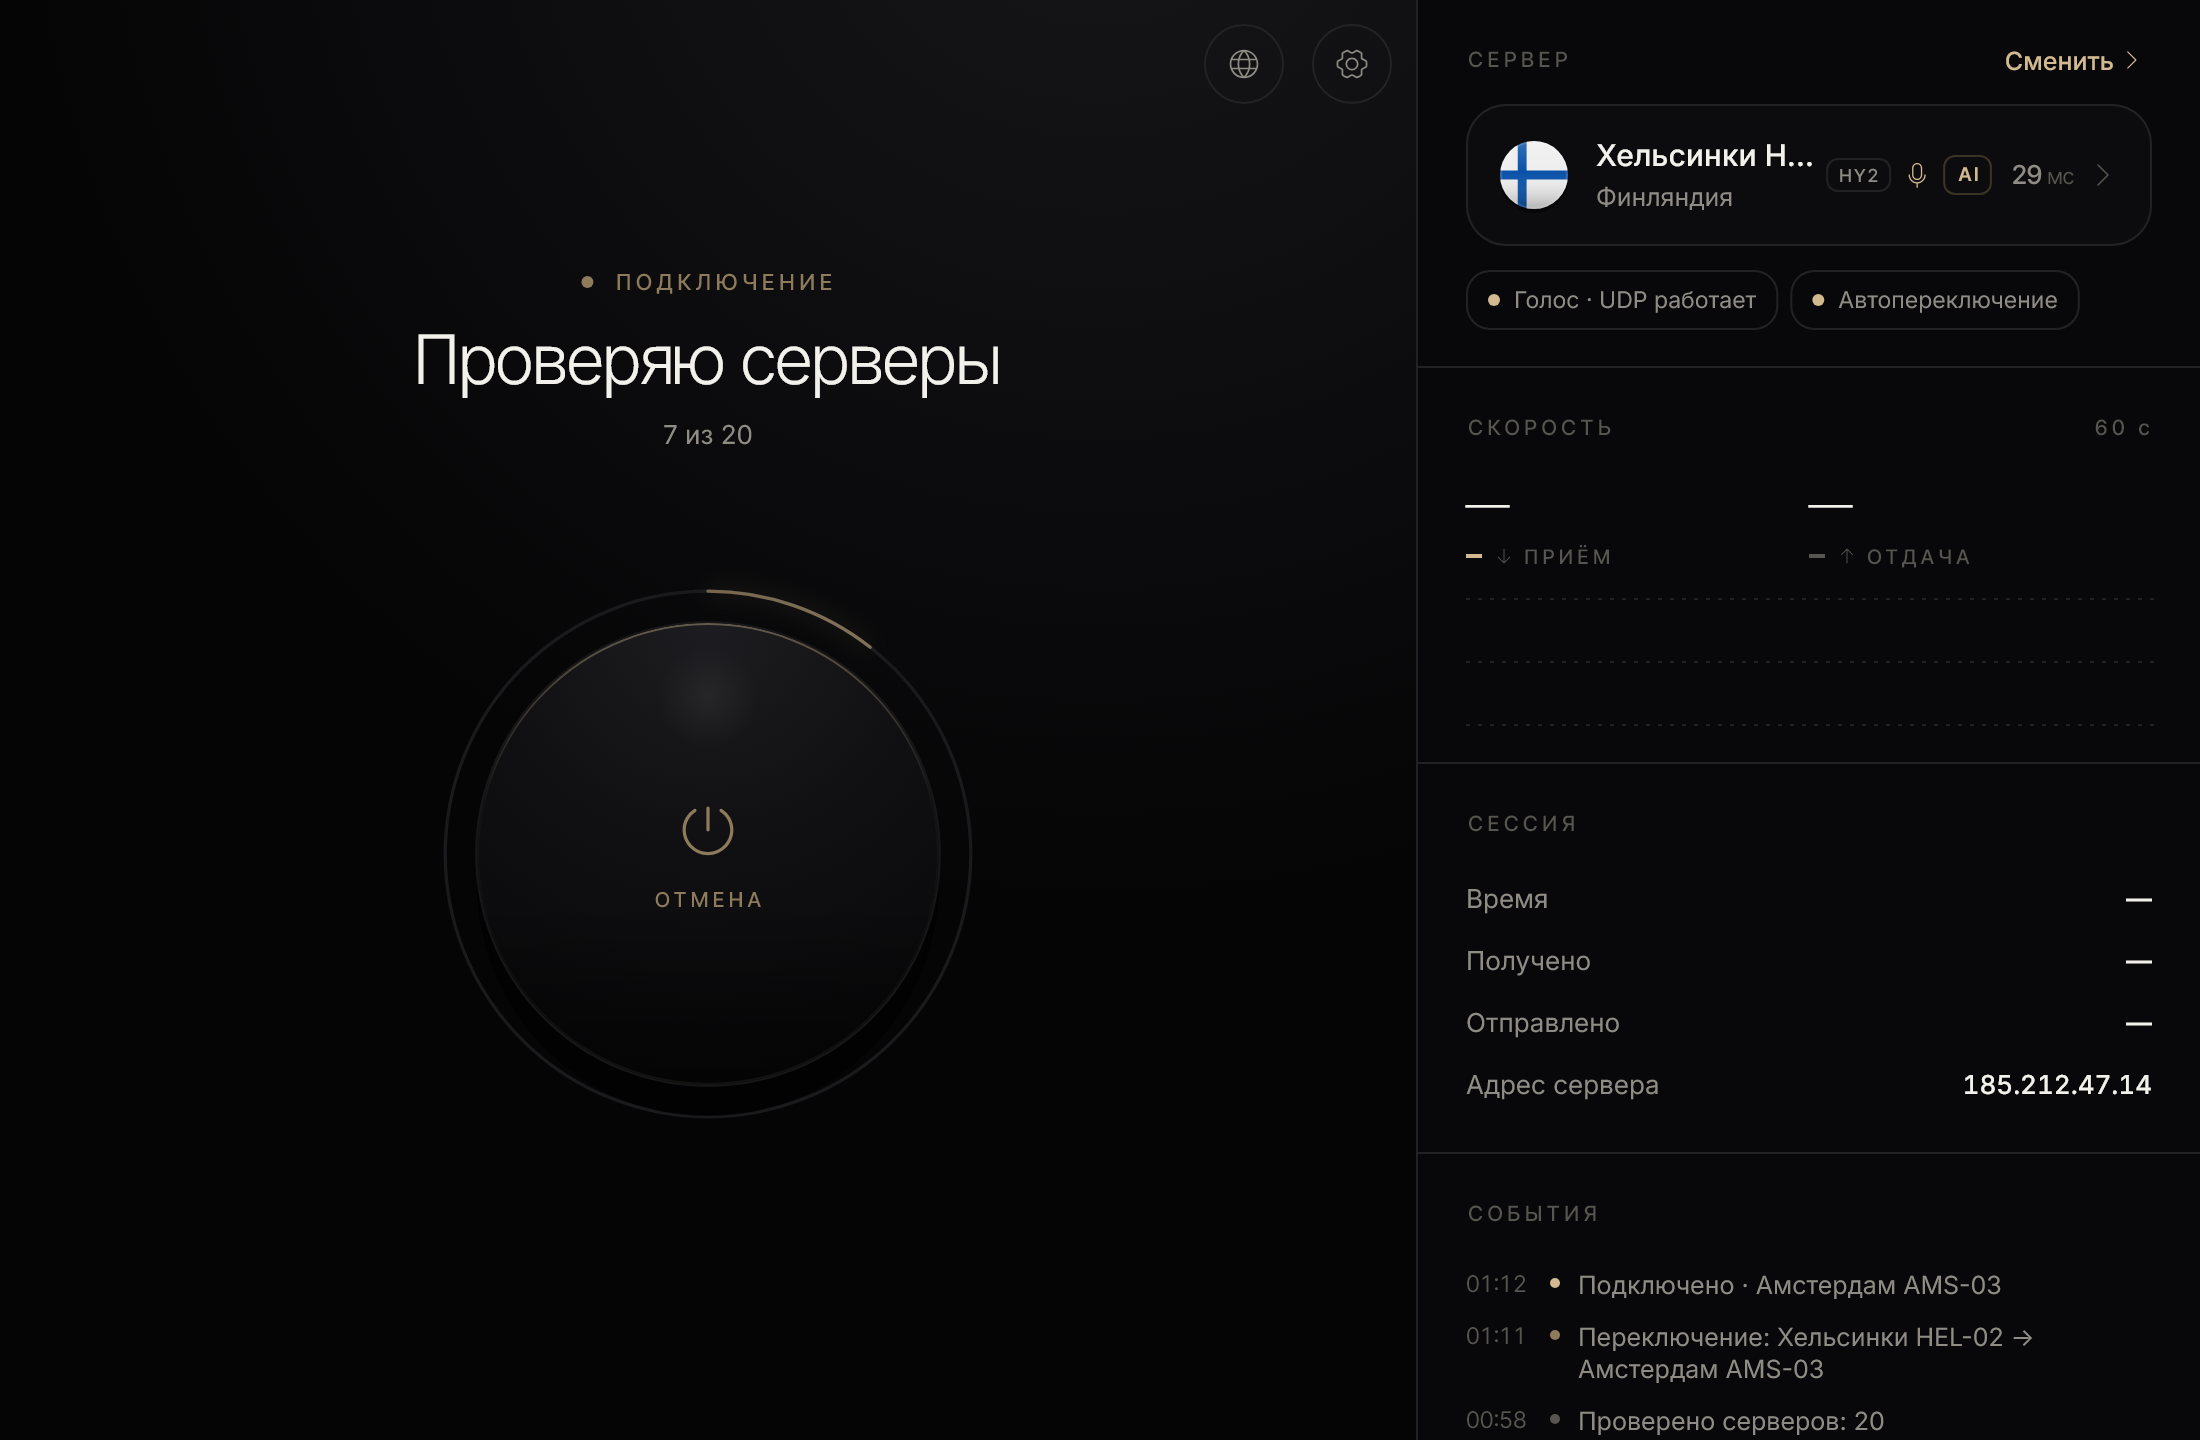 ПОДКЛЮЧЕНИЕ
Проверяю серверы
7 из 20
ОТМЕНА
СЕРВЕР
Сменить
Хельсинки H...
Финляндия
HY2
AI
29 мс
Голос · UDP работает
Автопереключение
СКОРОСТЬ
60 с
—
↓ ПРИЁМ
—
↑ ОТДАЧА
СЕССИЯ
Время —
Получено —
Отправлено —
Адрес сервера 185.212.47.14
СОБЫТИЯ
01:12 Подключено · Амстердам AMS-03
01:11 Переключение: Хельсинки HEL-02 →
Амстердам AMS-03
00:58 Проверено серверов: 20